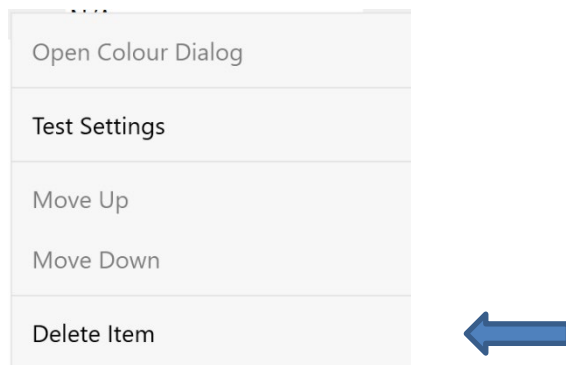 Open Colour Dialog
Test Settings
Move Up
Move Down
Delete Item